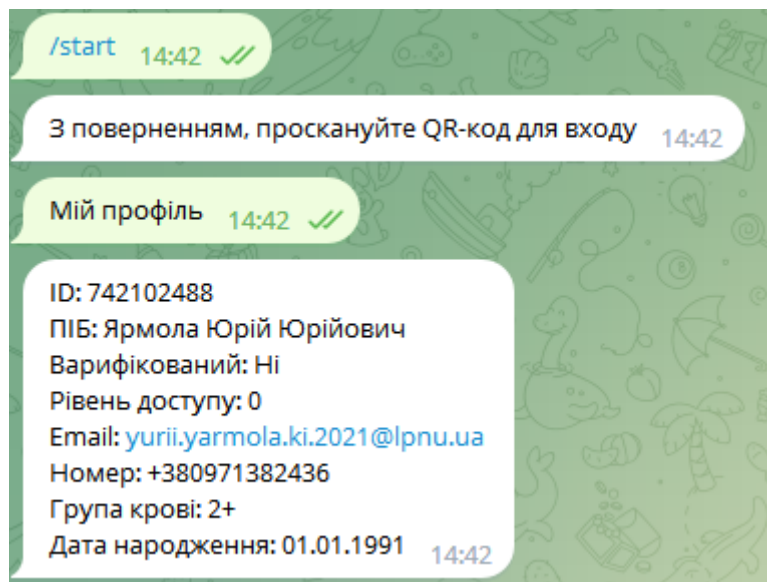 /start 14:42
З поверненням, проскануйте QR-код для входу 14:42
Мій профіль 14:42
ID: 742102488
ПІБ: Ярмола Юрій Юрійович
Варифікований: Ні
Рівень доступу: 0
Email: yurii.yarmola.ki.2021@lpnu.ua
Номер: +380971382436
Група крові: 2+
Дата народження: 01.01.1991 14:42